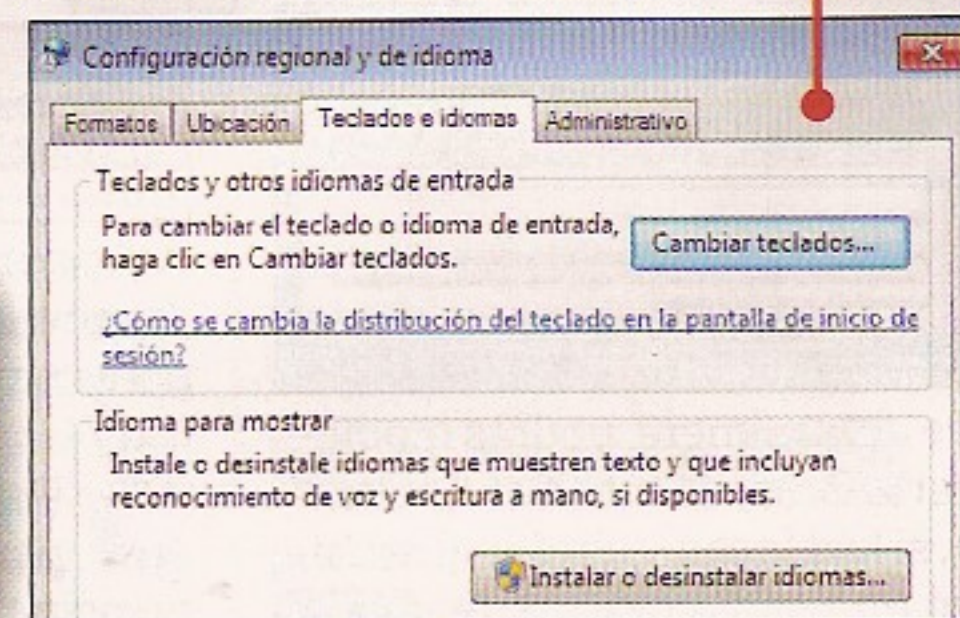 Configuración regional y de idioma
Formatos Ubicación Teclados e idiomas Administrativo
Teclados y otros idiomas de entrada
Para cambiar el teclado o idioma de entrada,
haga clic en Cambiar teclados.
Cambiar teclados...
¿Cómo se cambia la distribución del teclado en la pantalla de inicio de
sesión?
Idioma para mostrar
Instale o desinstale idiomas que muestren texto y que incluyan
reconocimiento de voz y escritura a mano, si disponibles.
Instalar o desinstalar idiomas...